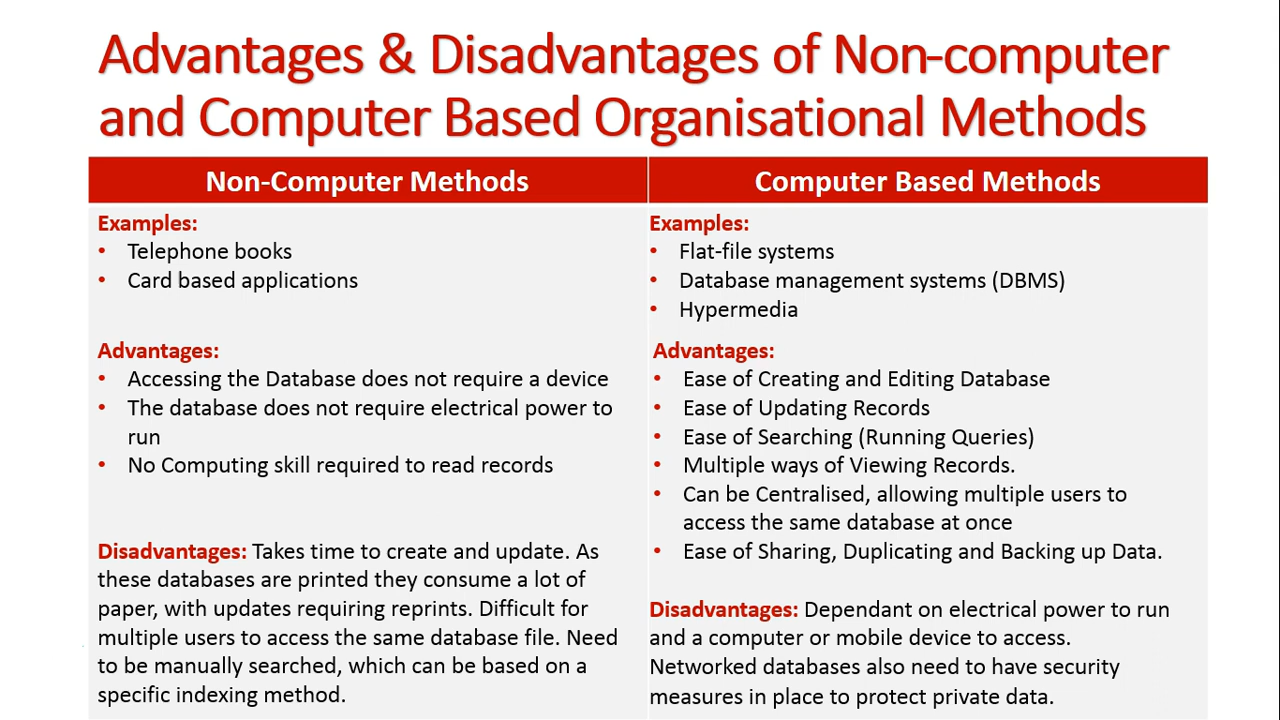 Advantages & Disadvantages of Non-computer
and Computer Based Organisational Methods
Non-Computer Methods
Examples:
• Telephone books
• Card based applications
Advantages:
• Accessing the Database does not require a device
• The database does not require electrical power to
run
• No Computing skill required to read records
Disadvantages: Takes time to create and update. As
these databases are printed they consume a lot of
paper, with updates requiring reprints. Difficult for
multiple users to access the same database file. Need
to be manually searched, which can be based on a
specific indexing method.
Computer Based Methods
Examples:
• Flat-file systems
• Database management systems (DBMS)
• Hypermedia
Advantages:
• Ease of Creating and Editing Database
• Ease of Updating Records
• Ease of Searching (Running Queries)
• Multiple ways of Viewing Records.
• Can be Centralised, allowing multiple users to
access the same database at once
• Ease of Sharing, Duplicating and Backing up Data.
Disadvantages: Dependant on electrical power to run
and a computer or mobile device to access.
Networked databases also need to have security
measures in place to protect private data.